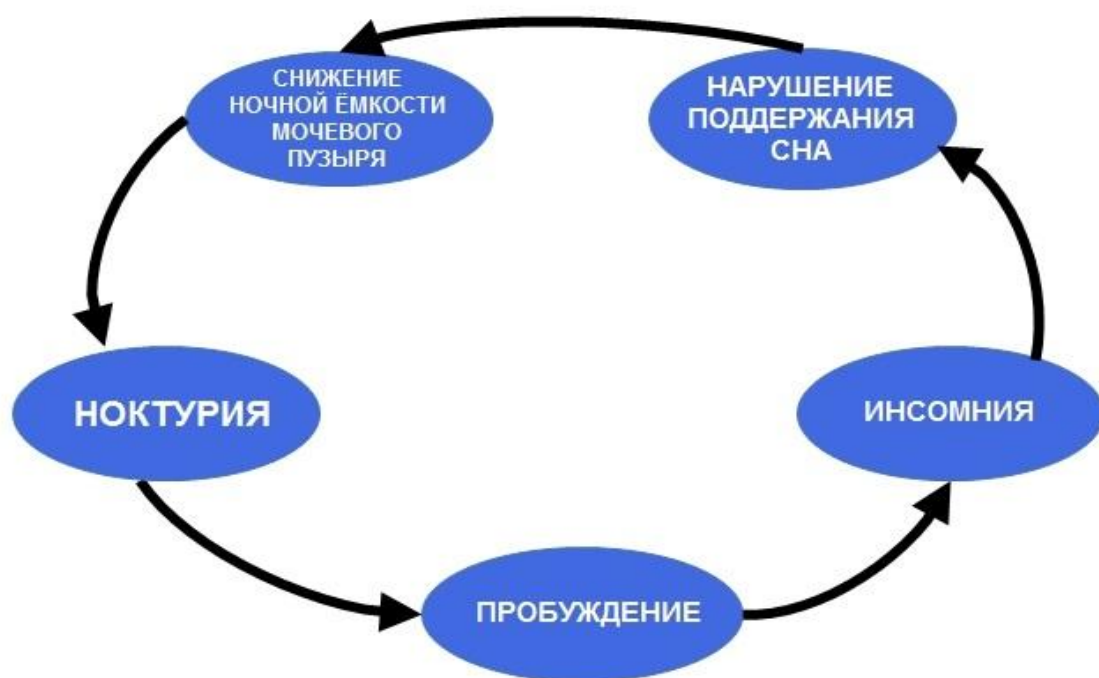 СНИЖЕНИЕ
НОЧНОЙ ЁМКОСТИ
МОЧЕВОГО
ПУЗЫРЯ
НАРУШЕНИЕ
ПОДДЕРЖАНИЯ
СНА
НОКТУРИЯ
ИНСОМНИЯ
ПРОБУЖДЕНИЕ